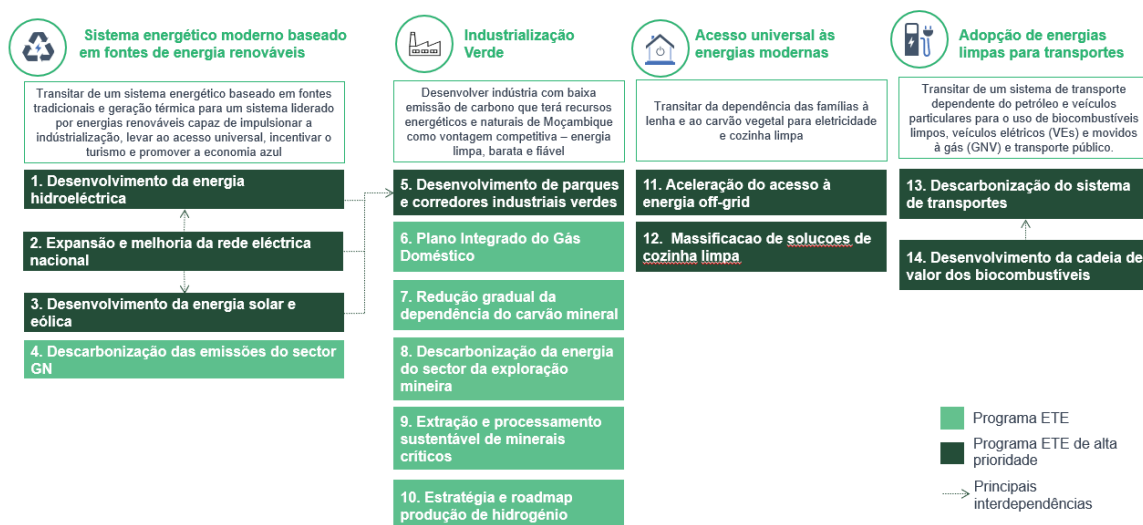 Sistema energético moderno baseado
em fontes de energia renováveis
Transitar de um sistema energético baseado em fontes
tradicionais e geração térmica para um sistema liderado
por energias renováveis capaz de impulsionar a
indústrialização, levar ao acesso universal, incentivar o
turismo e promover a economia azul
1. Desenvolvimento da energia
hidroeléctrica
2. Expansão e melhoria da rede eléctrica
nacional
3. Desenvolvimento da energia solar e
eólica
4. Descarbonização das emissões do sector
GN
Industrialização
Verde
Desenvolver indústria com baixa
emissão de carbono que terá recursos
energéticos e naturais de Moçambique
como vontagem competitiva – energia
limpa, barata e fiável
5. Desenvolvimento de parques
e corredores industriais verdes
6. Plano Integrado do Gás
Doméstico
7. Redução gradual da
dependência do carvão mineral
8. Descarbonização da energia
do sector da exploração
mineira
9. Extração e processamento
sustentável de minerais
críticos
10. Estratégia e roadmap
produção de hidrogénio
Acesso universal às
energias modernas
Transitar da dependência das famílias à
lenha e ao carvão vegetal para eletricidade
e cozinha limpa
11. Aceleração do acesso à
energia off-grid
12. Massificacao de solucoes de
cozinha limpa
Adopção de energias
limpas para transportes
Transitar de um sistema de transporte
dependente do petróleo e veículos
particulares para o uso de biocombustíveis
limpos, veículos elétricos (VEs) e movidos
à gás (GNV) e transporte público.
13. Descarbonização do sistema
de transportes
14. Desenvolvimento da cadeia de
valor dos biocombustíveis
Programa ETE
Programa ETE de alta
prioridade
Principais
interdependências